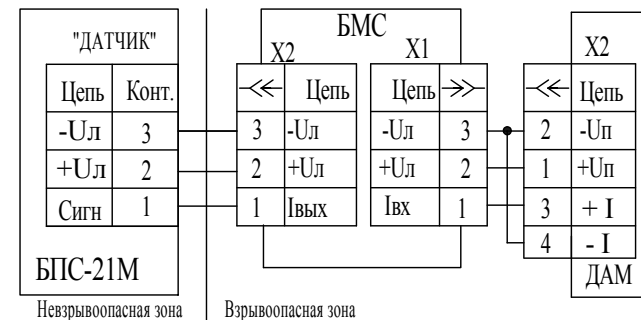 БМС
"ДАТЧИК" X2 X1 X2
Цепь Конт. Цепь Цепь Цепь
-Uл 3 3 -Uл -Uл 3 2 -Uп
+Uл 2 2 +Uл +Uл 2 1 +Uп
Сигн 1 1 Iвых Iвх 1 3 + I
4 - I
БПС-21М ДАМ
Невзрывоопасная зона Взрывоопасная зона